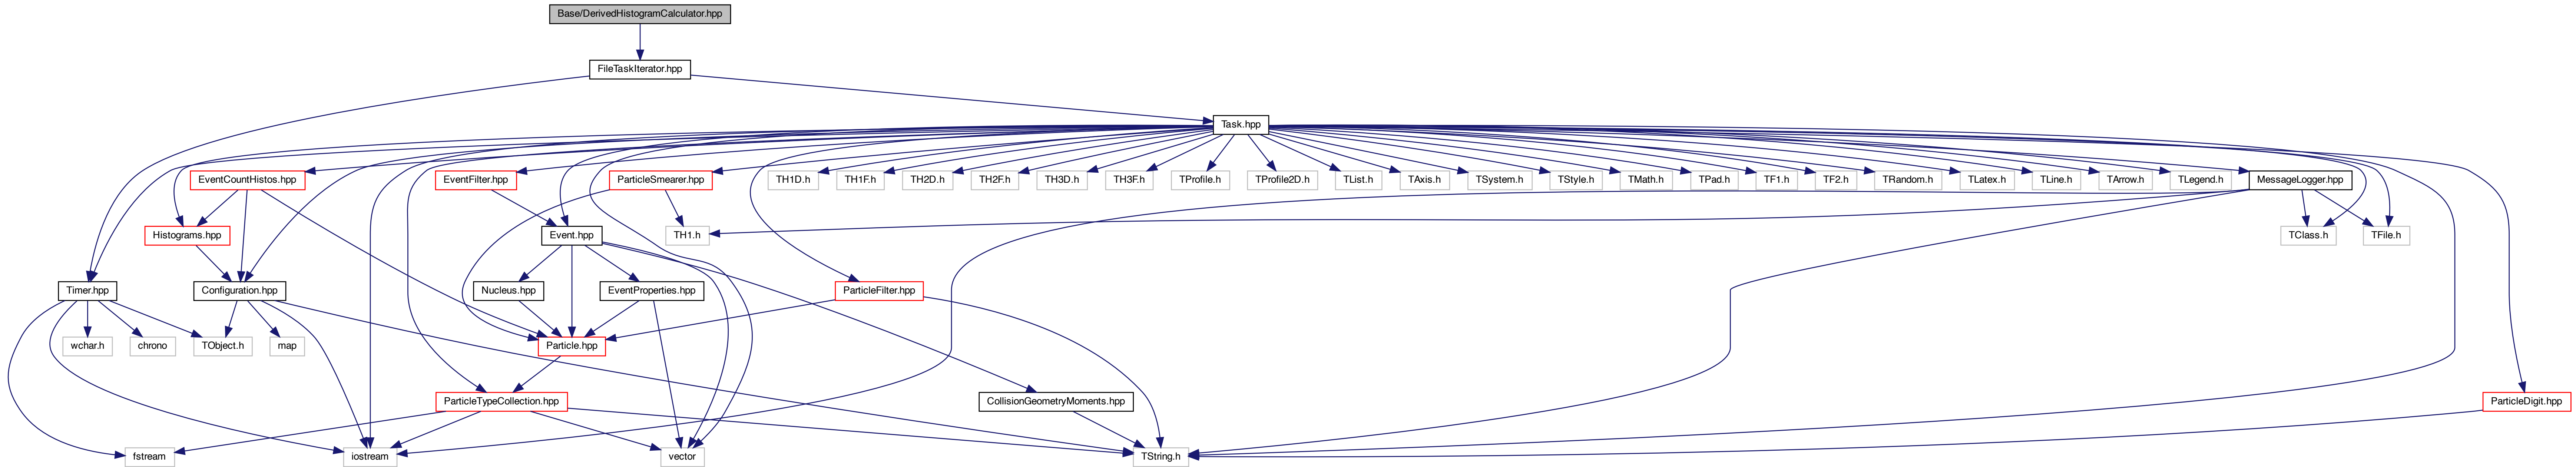 Base/DerivedHistogramCalculator.hpp
FileTaskIterator.hpp
Task.hpp
EventCountHistos.hpp
EventFilter.hpp
ParticleSmearer.hpp
TH1D.h
TH1F.h
TH2D.h
TH2F.h
TH3D.h
TH3F.h
TProfile.h
TProfile2D.h
TList.h
TAxis.h
TSystem.h
TStyle.h
TMath.h
TPad.h
TF1.h
TF2.h
TRandom.h
TLatex.h
TLine.h
TArrow.h
TLegend.h
MessageLogger.hpp
Histograms.hpp
Event.hpp
TH1.h
TClass.h
TFile.h
Timer.hpp
Configuration.hpp
Nucleus.hpp
EventProperties.hpp
ParticleFilter.hpp
wchar.h
chrono
TObject.h
map
Particle.hpp
ParticleTypeCollection.hpp
CollisionGeometryMoments.hpp
ParticleDigit.hpp
fstream
iostream
vector
TString.h